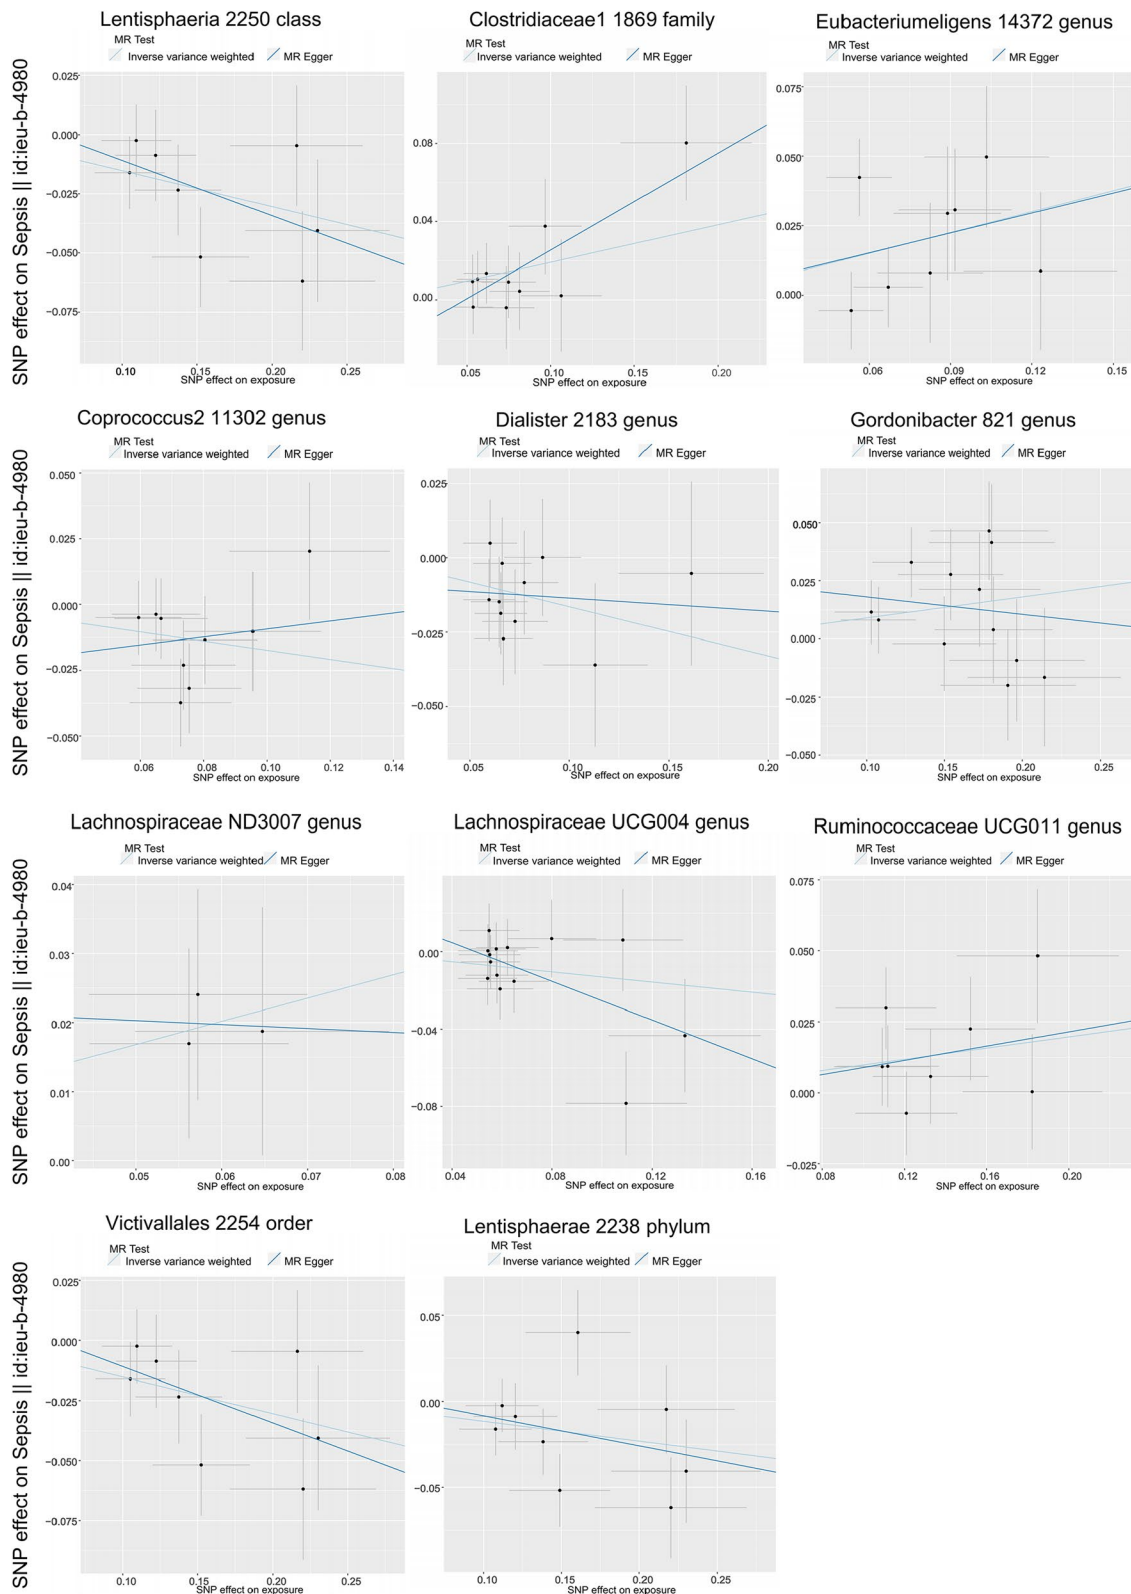 Lentisphaeria 2250 class
MR Test
Inverse variance weighted MR Egger
SNP effect on Sepsis || id:ieu-b-4980
0.025
0.000
−0.025
−0.050
−0.075
0.10 0.15 0.20 0.25
SNP effect on exposure
Clostridiaceae1 1869 family
MR Test
Inverse variance weighted MR Egger
0.08
0.04
0.00
0.05 0.10 0.15 0.20
SNP effect on exposure
Eubacteriumeligens 14372 genus
MR Test
Inverse variance weighted MR Egger
0.075
0.050
0.025
0.000
0.06 0.09 0.12 0.15
SNP effect on exposure
Coprococcus2 11302 genus
MR Test
Inverse variance weighted MR Egger
SNP effect on Sepsis || id:ieu-b-4980
0.050
0.025
0.000
−0.025
−0.050
0.06 0.08 0.10 0.12 0.14
SNP effect on exposure
Dialister 2183 genus
MR Test
Inverse variance weighted MR Egger
0.025
0.000
−0.025
−0.050
0.05 0.10 0.15 0.20
SNP effect on exposure
Gordonibacter 821 genus
MR Test
Inverse variance weighted MR Egger
0.050
0.025
0.000
−0.025
−0.050
0.10 0.15 0.20 0.25
SNP effect on exposure
Lachnospiraceae ND3007 genus
MR Test
Inverse variance weighted MR Egger
SNP effect on Sepsis || id:ieu-b-4980
0.04
0.03
0.02
0.01
0.00
0.05 0.06 0.07 0.08
SNP effect on exposure
Lachnospiraceae UCG004 genus
MR Test
Inverse variance weighted MR Egger
0.00
−0.04
−0.08
0.04 0.08 0.12 0.16
SNP effect on exposure
Ruminococcaceae UCG011 genus
MR Test
Inverse variance weighted MR Egger
0.075
0.050
0.025
0.000
−0.025
0.08 0.12 0.16 0.20
SNP effect on exposure
Victivallales 2254 order
MR Test
Inverse variance weighted MR Egger
SNP effect on Sepsis || id:ieu-b-4980
0.025
0.000
−0.025
−0.050
−0.075
0.10 0.15 0.20 0.25
SNP effect on exposure
Lentisphaerae 2238 phylum
MR Test
Inverse variance weighted MR Egger
0.05
0.00
−0.05
0.10 0.15 0.20 0.25
SNP effect on exposure